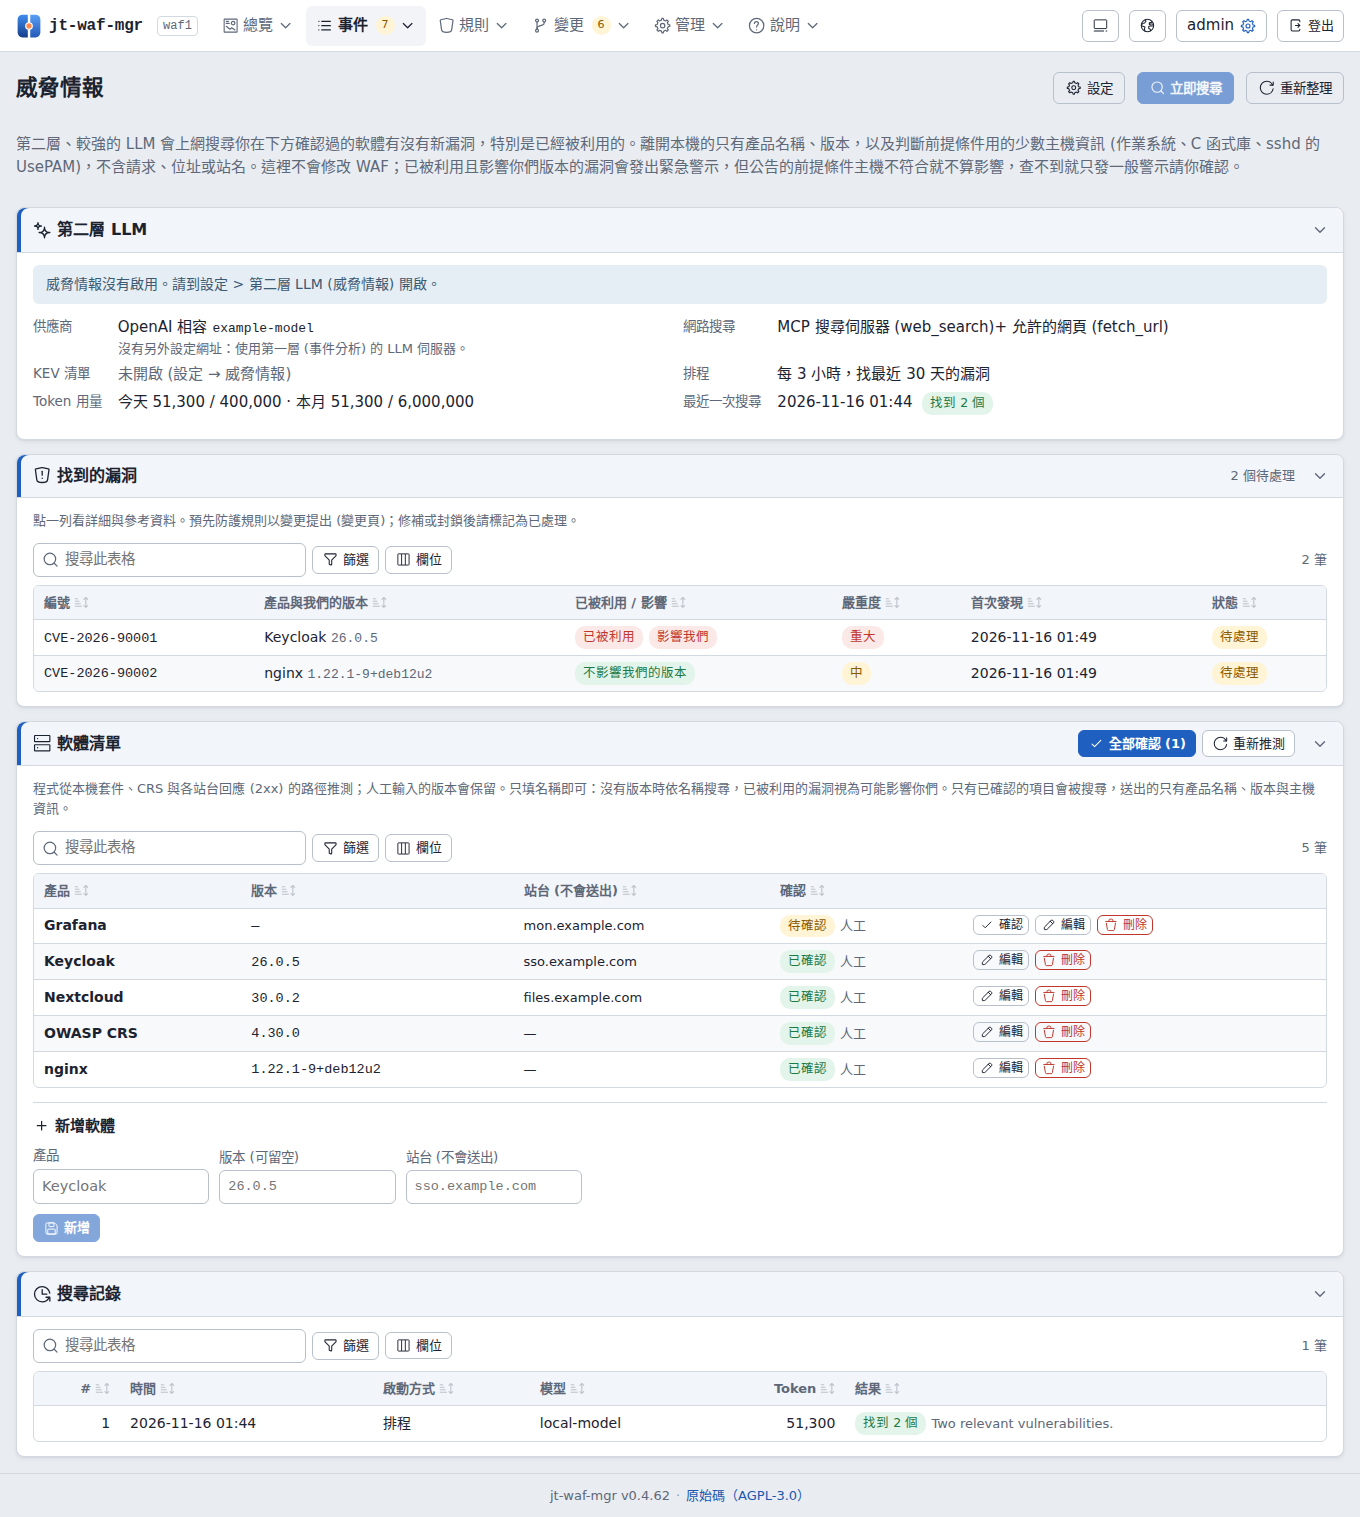 jt-waf-mgr waf1 總覽 事件 7 規則 變更 6 管理 說明 admin 登出
威脅情報 設定 立即搜尋 重新整理
第二層、較強的 LLM 會上網搜尋你在下方確認過的軟體有沒有新漏洞，特別是已經被利用的。離開本機的只有產品名稱、版本，以及判斷前提條件用的少數主機資訊 (作業系統、C 函式庫、sshd 的
UsePAM)，不含請求、位址或站名。這裡不會修改 WAF；已被利用且影響你們版本的漏洞會發出緊急警示，但公告的前提條件主機不符合就不算影響，查不到就只發一般警示請你確認。
第二層 LLM
威脅情報沒有啟用。請到設定 > 第二層 LLM (威脅情報) 開啟。
供應商 OpenAI 相容 example-model 網路搜尋 MCP 搜尋伺服器 (web_search)+ 允許的網頁 (fetch_url)
沒有另外設定網址：使用第一層 (事件分析) 的 LLM 伺服器。
KEV 清單 未開啟 (設定 → 威脅情報) 排程 每 3 小時，找最近 30 天的漏洞
Token 用量 今天 51,300 / 400,000 · 本月 51,300 / 6,000,000 最近一次搜尋 2026-11-16 01:44 找到 2 個
找到的漏洞 2 個待處理
點一列看詳細與參考資料。預先防護規則以變更提出 (變更頁)；修補或封鎖後請標記為已處理。
搜尋此表格 篩選 欄位 2 筆
編號 產品與我們的版本 已被利用 / 影響 嚴重度 首次發現 狀態
CVE-2026-90001 Keycloak 26.0.5 已被利用 影響我們 重大 2026-11-16 01:49 待處理
CVE-2026-90002 nginx 1.22.1-9+deb12u2 不影響我們的版本 中 2026-11-16 01:49 待處理
軟體清單 全部確認 (1) 重新推測
程式從本機套件、CRS 與各站台回應 (2xx) 的路徑推測；人工輸入的版本會保留。只填名稱即可：沒有版本時依名稱搜尋，已被利用的漏洞視為可能影響你們。只有已確認的項目會被搜尋，送出的只有產品名稱、版本與主機
資訊。
搜尋此表格 篩選 欄位 5 筆
產品 版本 站台 (不會送出) 確認
Grafana – mon.example.com 待確認 人工 確認 編輯 刪除
Keycloak 26.0.5 sso.example.com 已確認 人工 編輯 刪除
Nextcloud 30.0.2 files.example.com 已確認 人工 編輯 刪除
OWASP CRS 4.30.0 — 已確認 人工 編輯 刪除
nginx 1.22.1-9+deb12u2 — 已確認 人工 編輯 刪除
新增軟體
產品 版本 (可留空) 站台 (不會送出)
Keycloak 26.0.5 sso.example.com
新增
搜尋記錄
搜尋此表格 篩選 欄位 1 筆
# 時間 啟動方式 模型 Token 結果
1 2026-11-16 01:44 排程 local-model 51,300 找到 2 個 Two relevant vulnerabilities.
jt-waf-mgr v0.4.62 · 原始碼（AGPL-3.0）